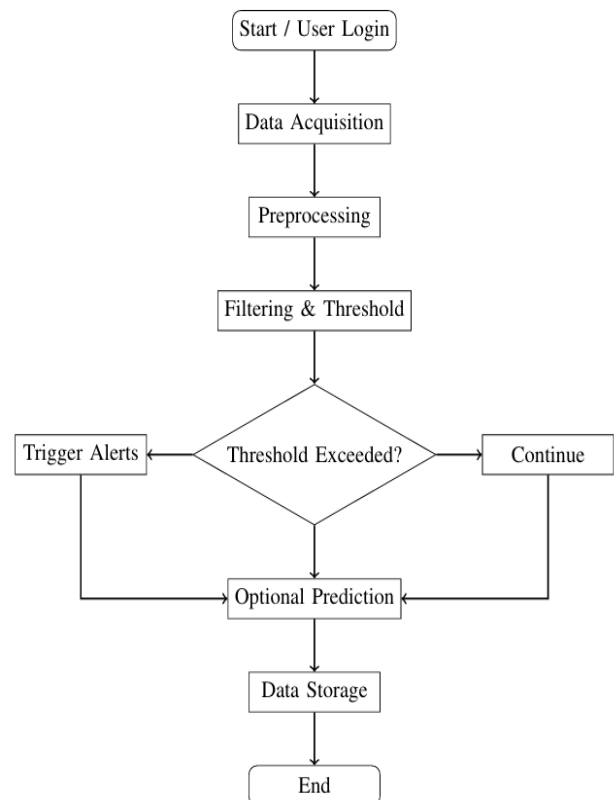 Start / User Login
Data Acquisition
Preprocessing
Filtering & Threshold
Trigger Alerts
Threshold Exceeded?
Continue
Optional Prediction
Data Storage
End